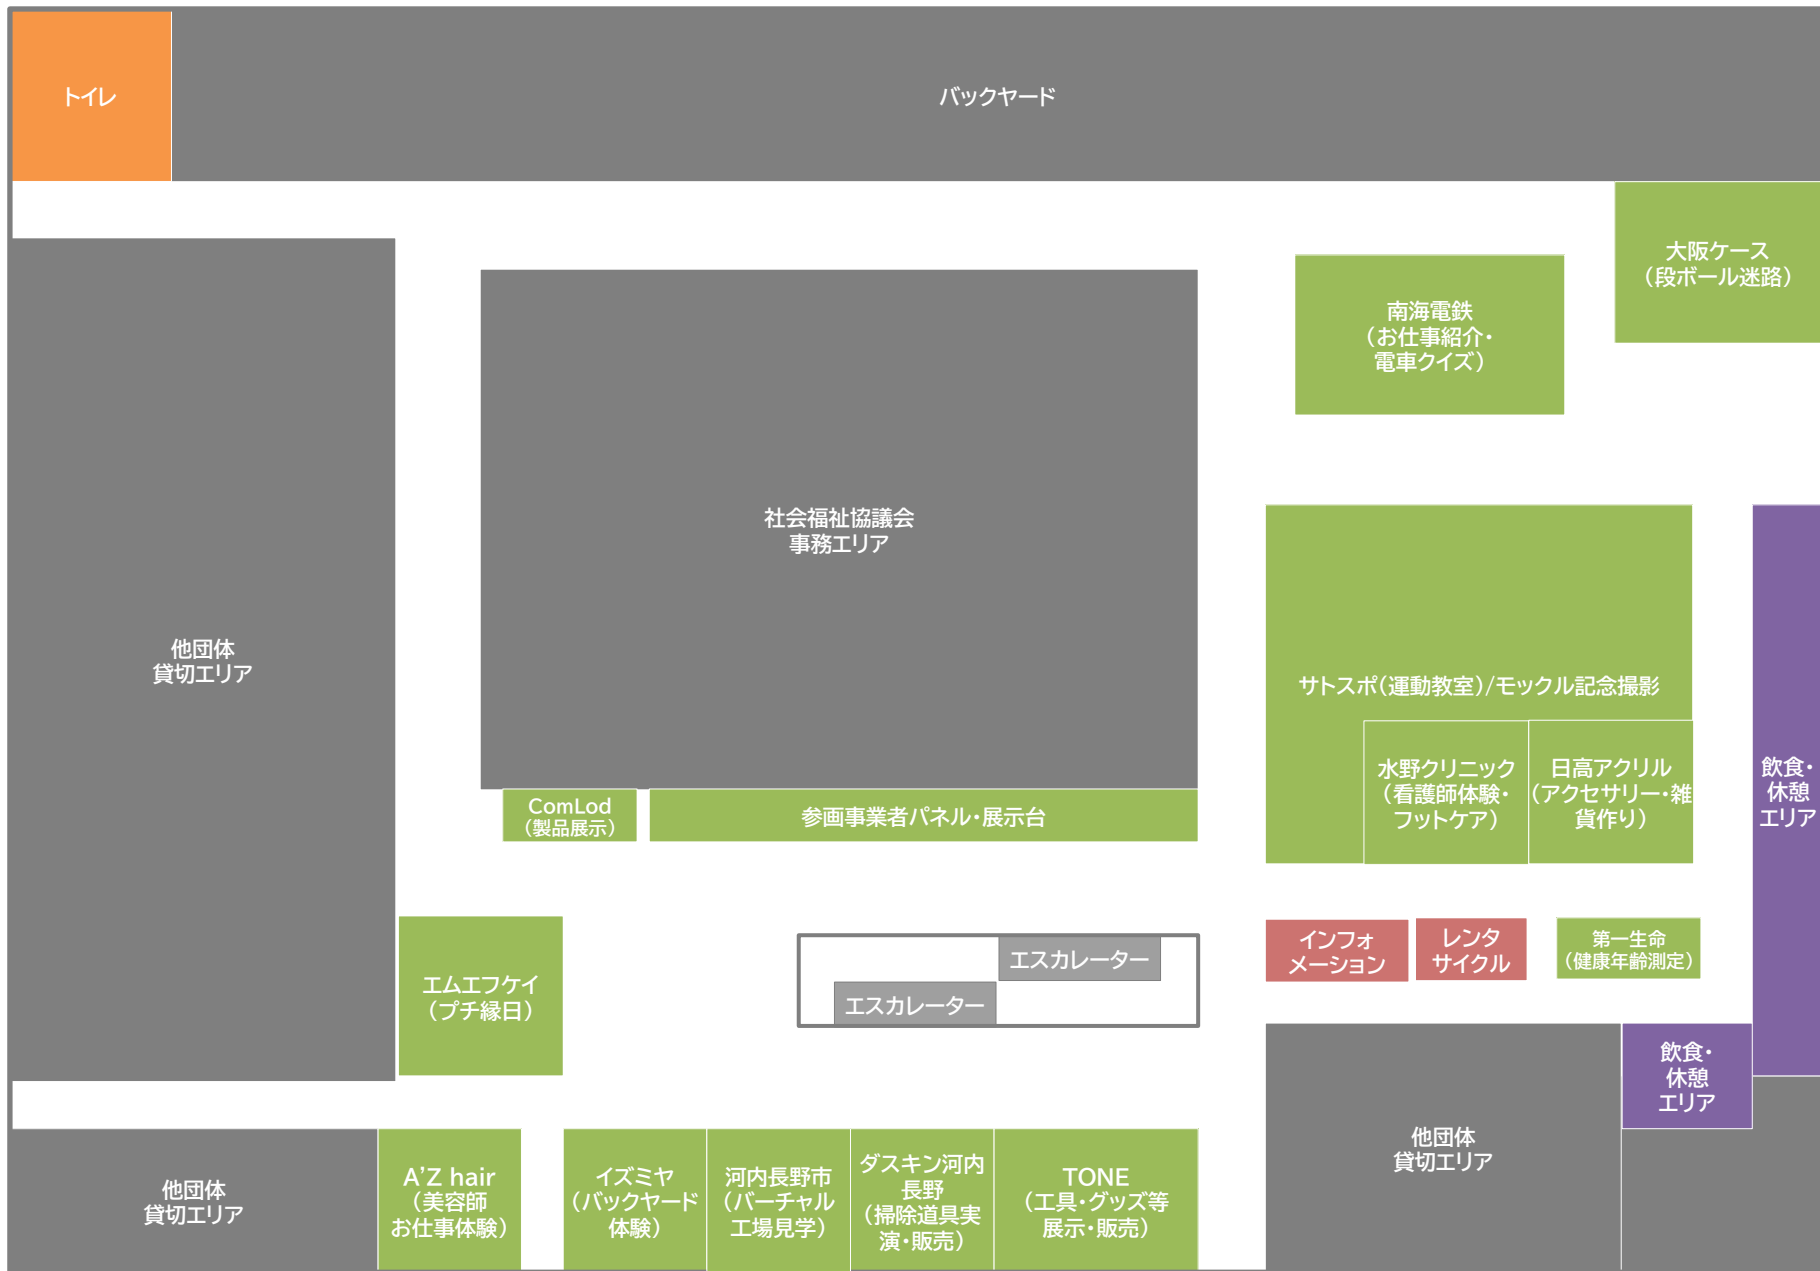 トイレ
バックヤード
大阪ケース
（段ボール迷路）
南海電鉄
（お仕事紹介・
電車クイズ）
社会福祉協議会
事務エリア
他団体
貸切エリア
サトスポ（運動教室）/モックル記念撮影
水野クリニック
（看護師体験・
フットケア）
日高アクリル
（アクセサリー・雑
貨作り）
飲食・
休憩
エリア
ComLod
（製品展示）
参画事業者パネル・展示台
エムエフケイ
（プチ縁日）
エスカレーター
エスカレーター
インフォ
メーション
レンタ
サイクル
第一生命
（健康年齢測定）
飲食・
休憩
エリア
他団体
貸切エリア
他団体
貸切エリア
A’Z hair
（美容師
お仕事体験）
イズミヤ
（バックヤード
体験）
河内長野市
（バーチャル
工場見学）
ダスキン河内
長野
（掃除道具実
演・販売）
TONE
（工具・グッズ等
展示・販売）